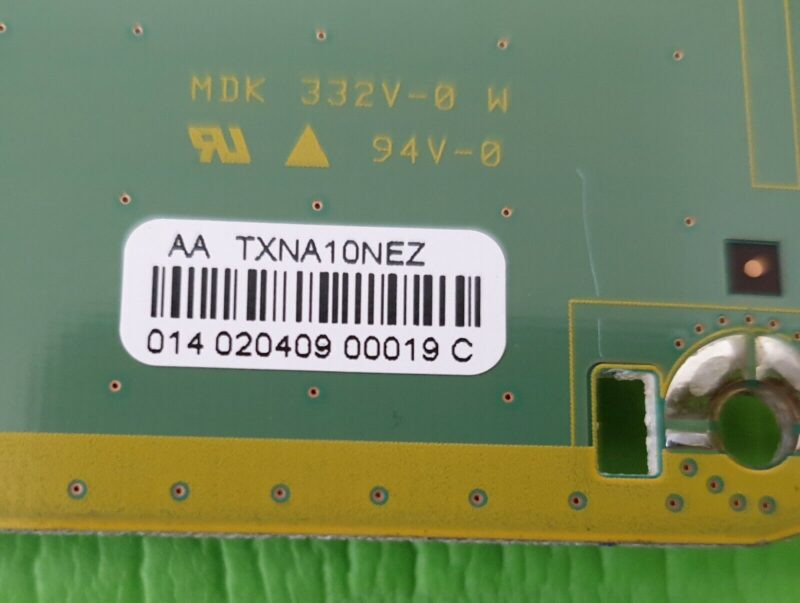 MDK 332V-0 W
94V-0
AA TXNA10NEZ
014 020409 00019 C